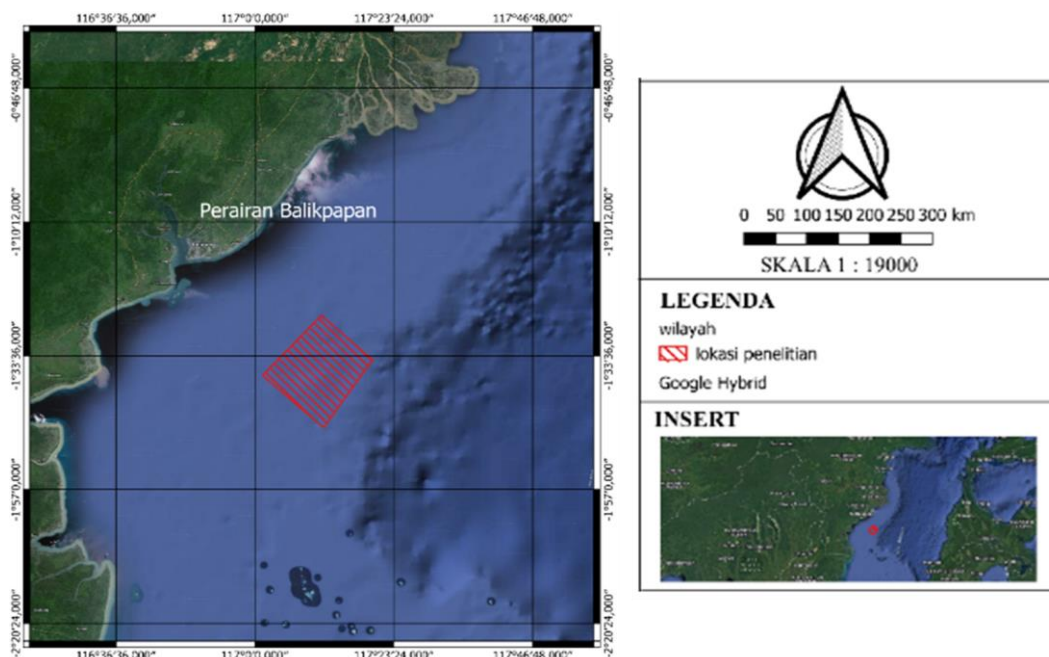 116°36'36,000" 117°0'0,000" 117°23'24,000" 117°46'48,000"
-0°46'48,000"
-1°10'12,000"
-1°33'36,000"
-1°57'0,000"
-2°20'24,000"
Perairan Balikpapan
-0°46'48,000"
-1°10'12,000"
-1°33'36,000"
-1°57'0,000"
-2°20'24,000"
116°36'36,000" 117°0'0,000" 117°23'24,000" 117°46'48,000"
0 50 100 150 200 250 300 km
SKALA 1 : 19000
LEGENDA
wilayah
lokasi penelitian
Google Hybrid
INSERT